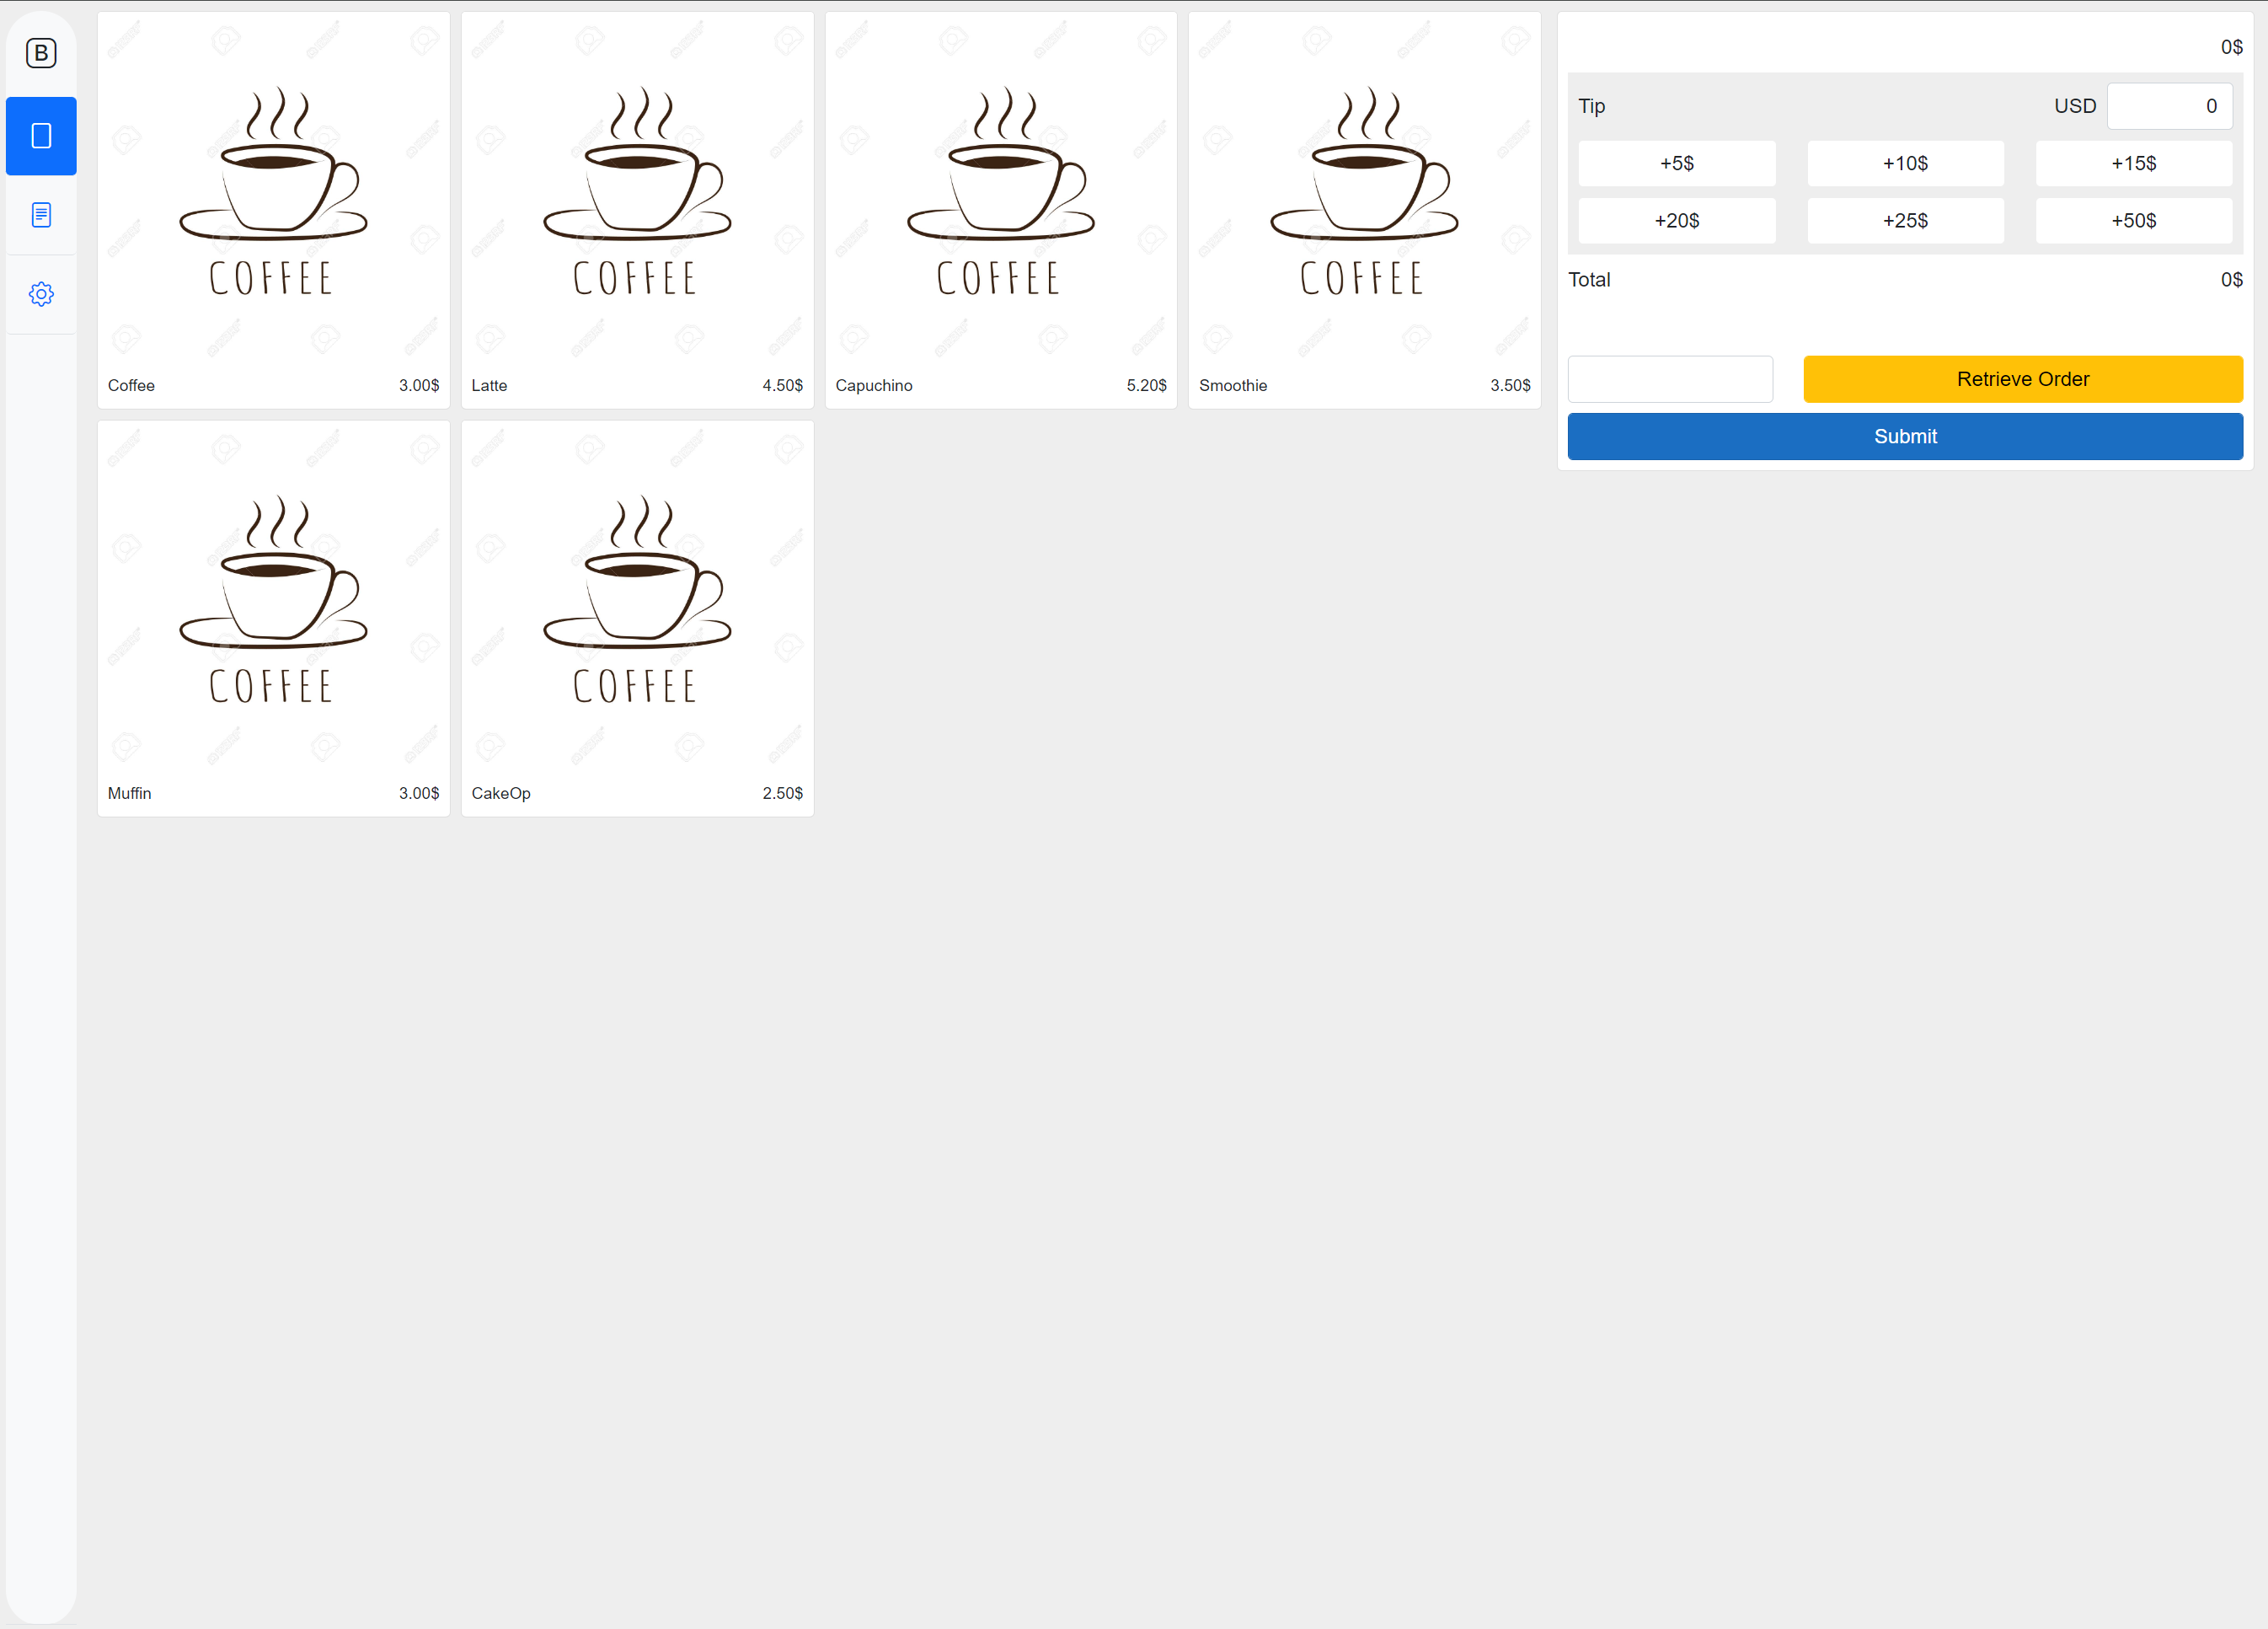 B
COFFEE
Coffee 3.00$
COFFEE
Latte 4.50$
COFFEE
Capuchino 5.20$
COFFEE
Smoothie 3.50$
COFFEE
Muffin 3.00$
COFFEE
CakeOp 2.50$
0$
Tip USD 0
+5$ +10$ +15$
+20$ +25$ +50$
Total 0$
Retrieve Order
Submit